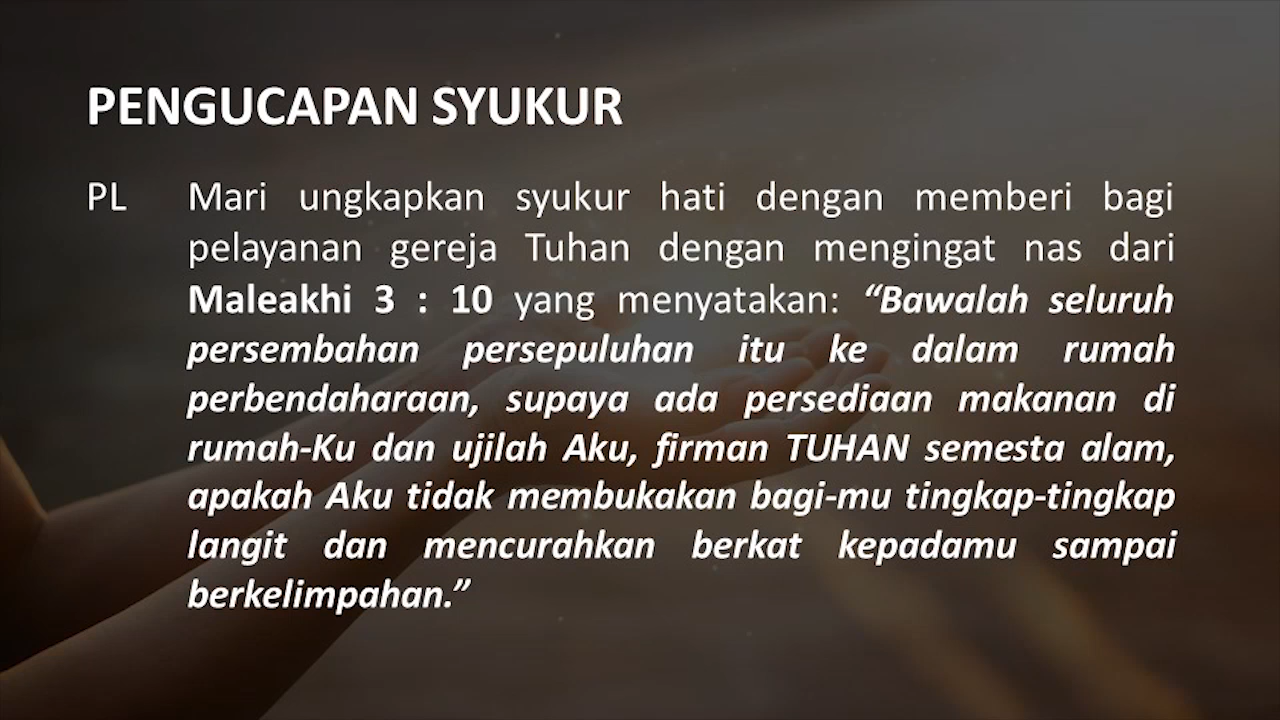 PENGUCAPAN SYUKUR
PL Mari ungkapkan syukur hati dengan memberi bagi
pelayanan gereja Tuhan dengan mengingat nas dari
Maleakhi 3 : 10 yang menyatakan: “Bawalah seluruh
persembahan persepuluhan itu ke dalam rumah
perbendaharaan, supaya ada persediaan makanan di
rumah-Ku dan ujilah Aku, firman TUHAN semesta alam,
apakah Aku tidak membukakan bagi-mu tingkap-tingkap
langit dan mencurahkan berkat kepadamu sampai
berkelimpahan.”